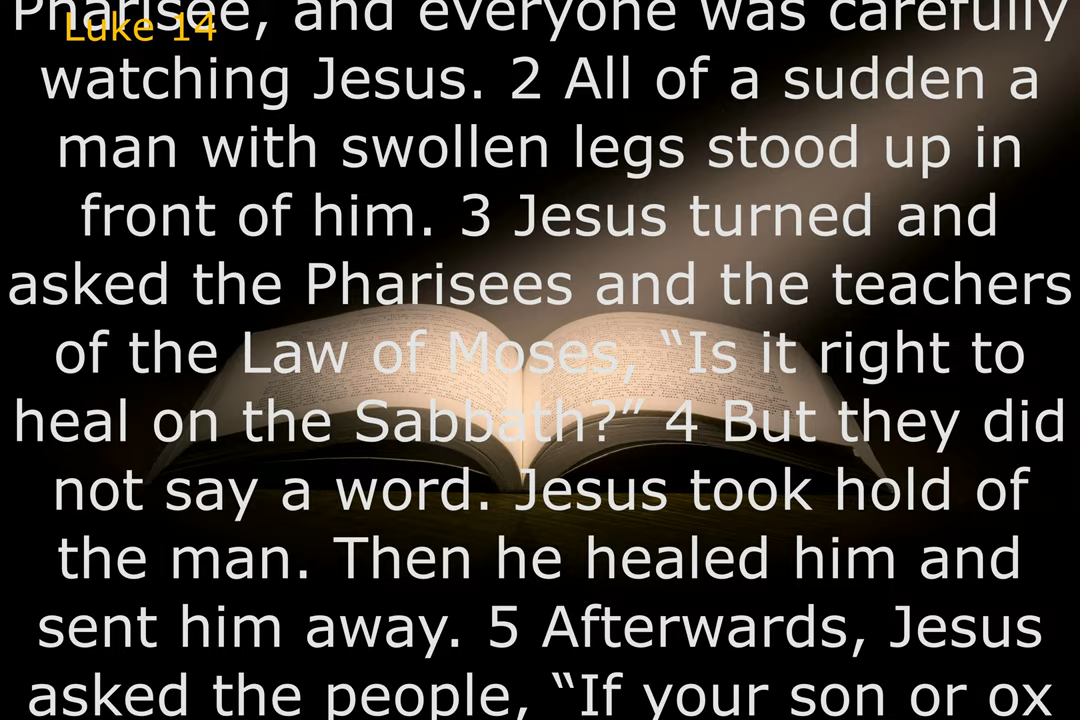 Pharisee, and everyone was carefully
Luke 14
watching Jesus. 2 All of a sudden a
man with swollen legs stood up in
front of him. 3 Jesus turned and
asked the Pharisees and the teachers
of the Law of Moses, “Is it right to
heal on the Sabbath?” 4 But they did
not say a word. Jesus took hold of
the man. Then he healed him and
sent him away. 5 Afterwards, Jesus
asked the people, “If your son or ox